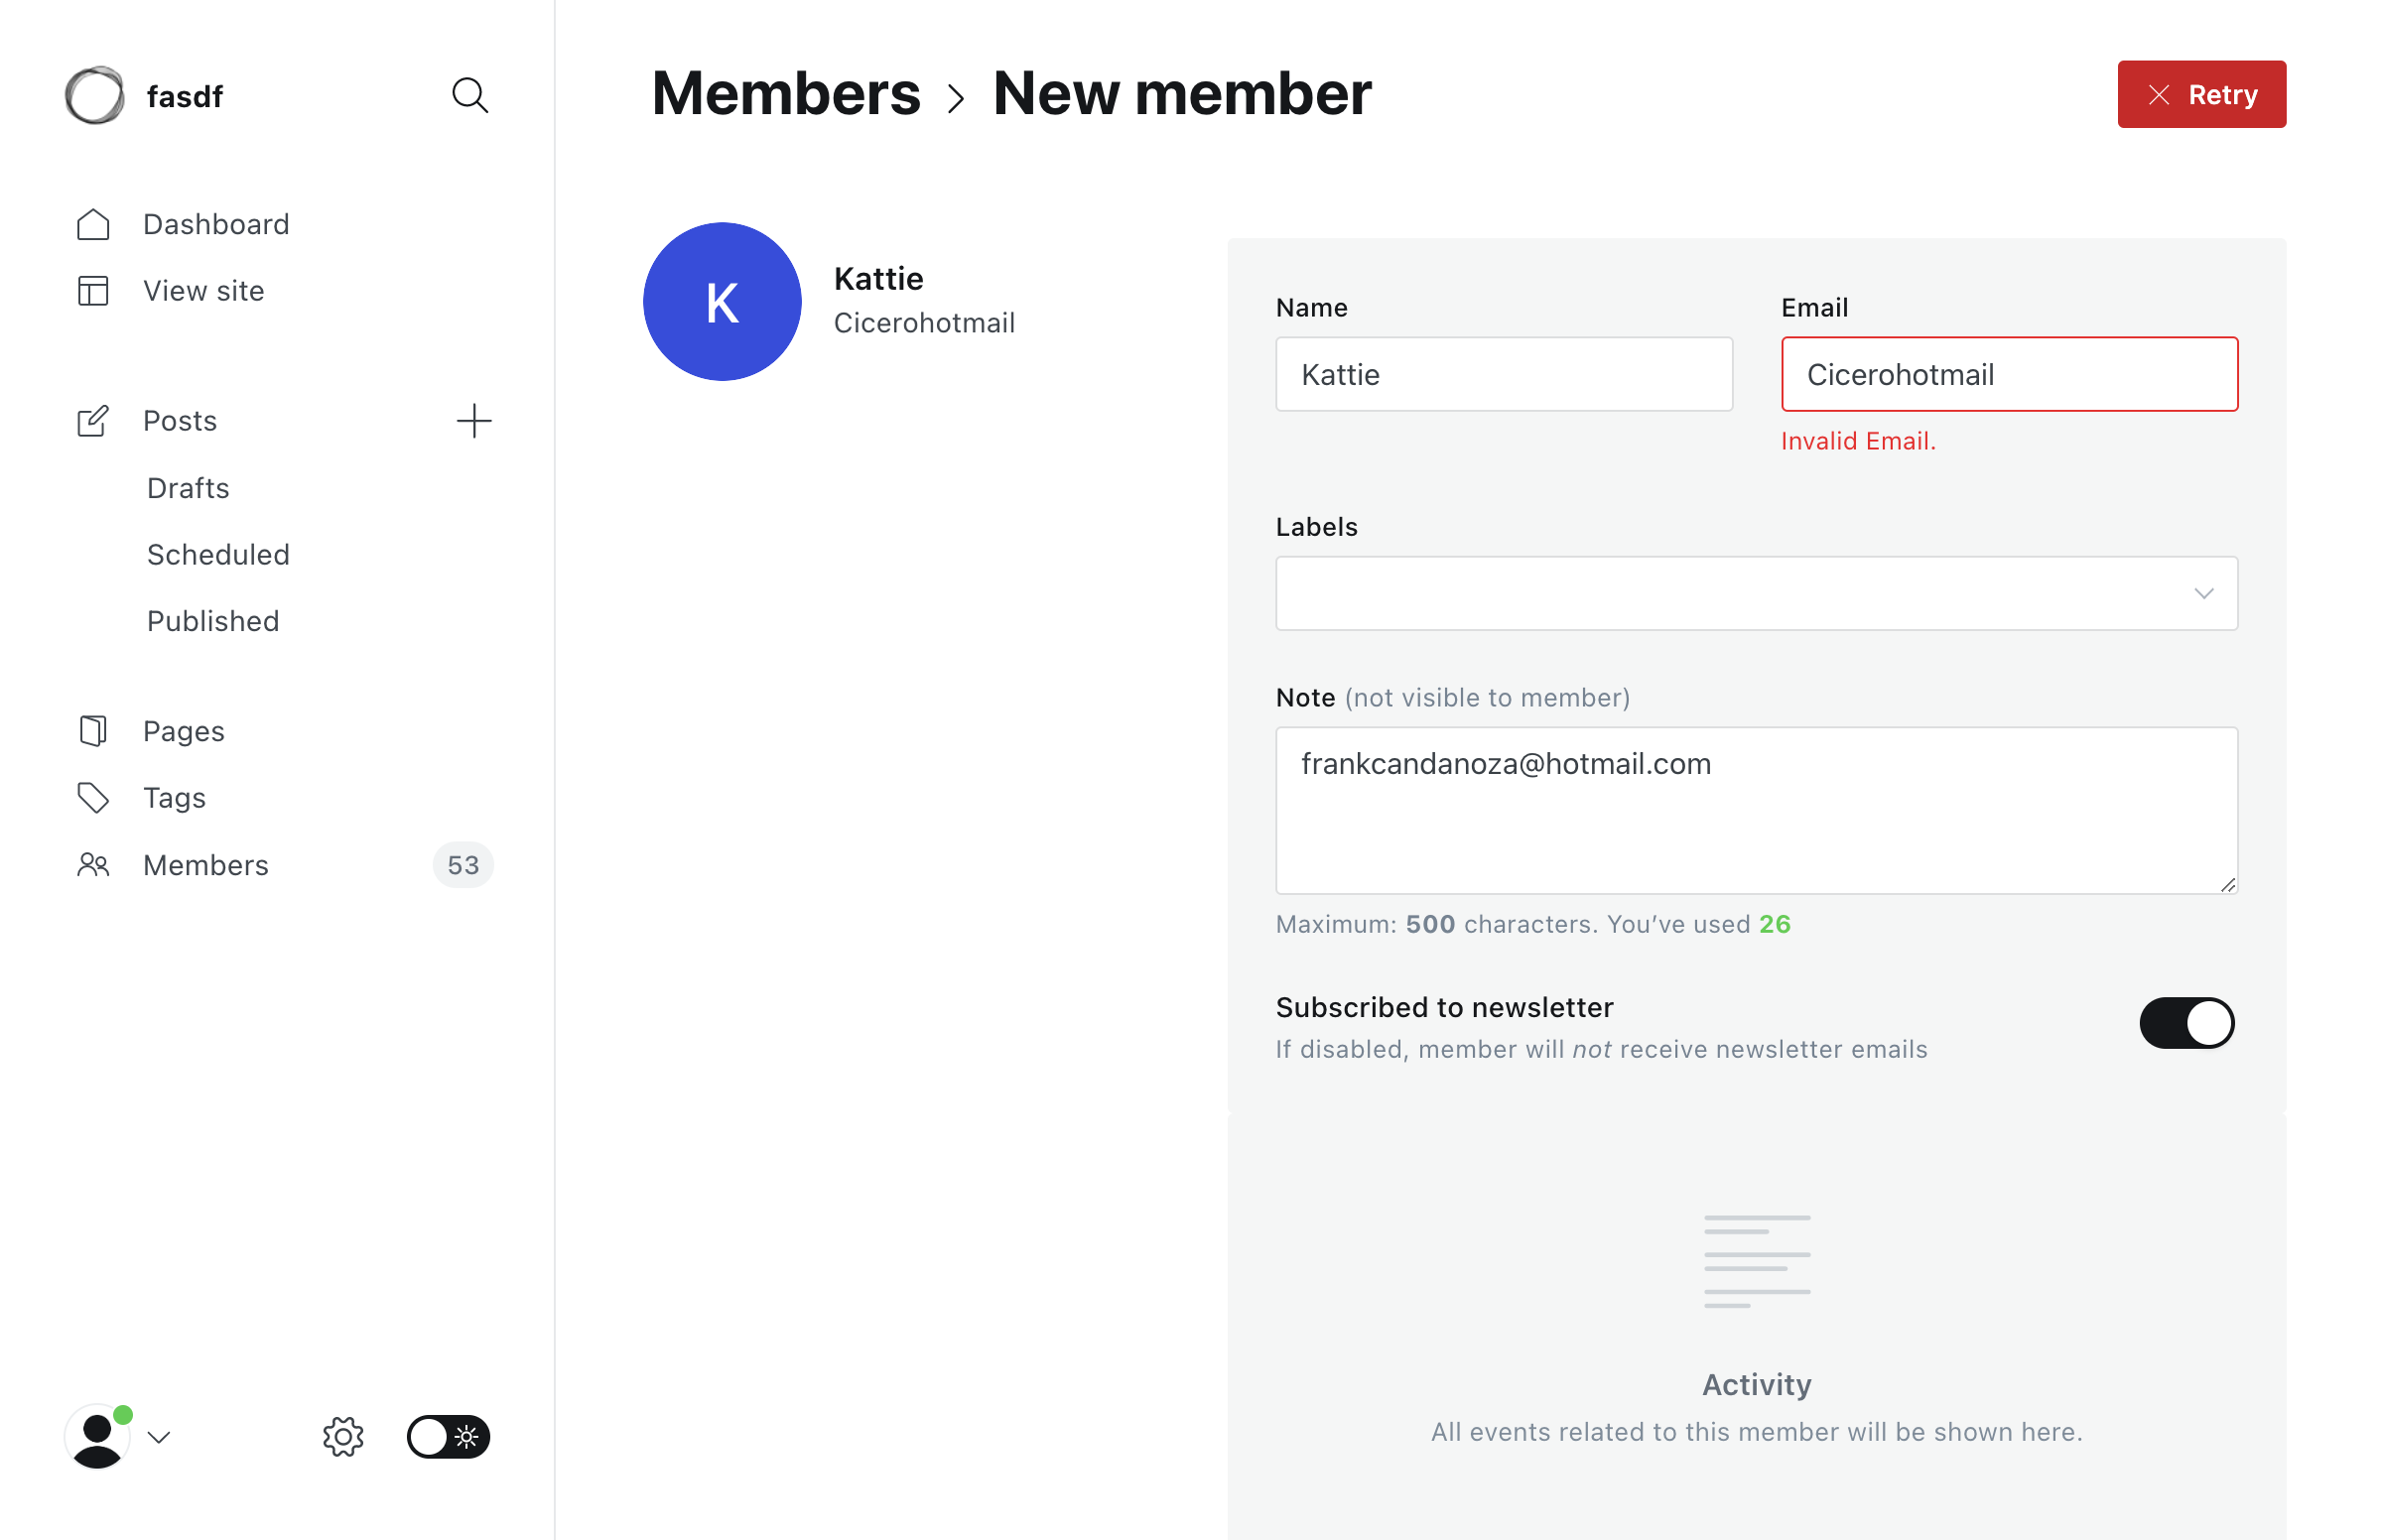 fasdf
Dashboard
View site
Posts
Drafts
Scheduled
Published
Pages
Tags
Members
53
Members
New member
Retry
K
Kattie
Cicerohotmail
Name
Email
Kattie
Cicerohotmail
Invalid Email.
Labels
Note (not visible to member)
frankcandanoza@hotmail.com
Maximum: 500 characters. You’ve used 26
Subscribed to newsletter
If disabled, member will not receive newsletter emails
Activity
All events related to this member will be shown here.